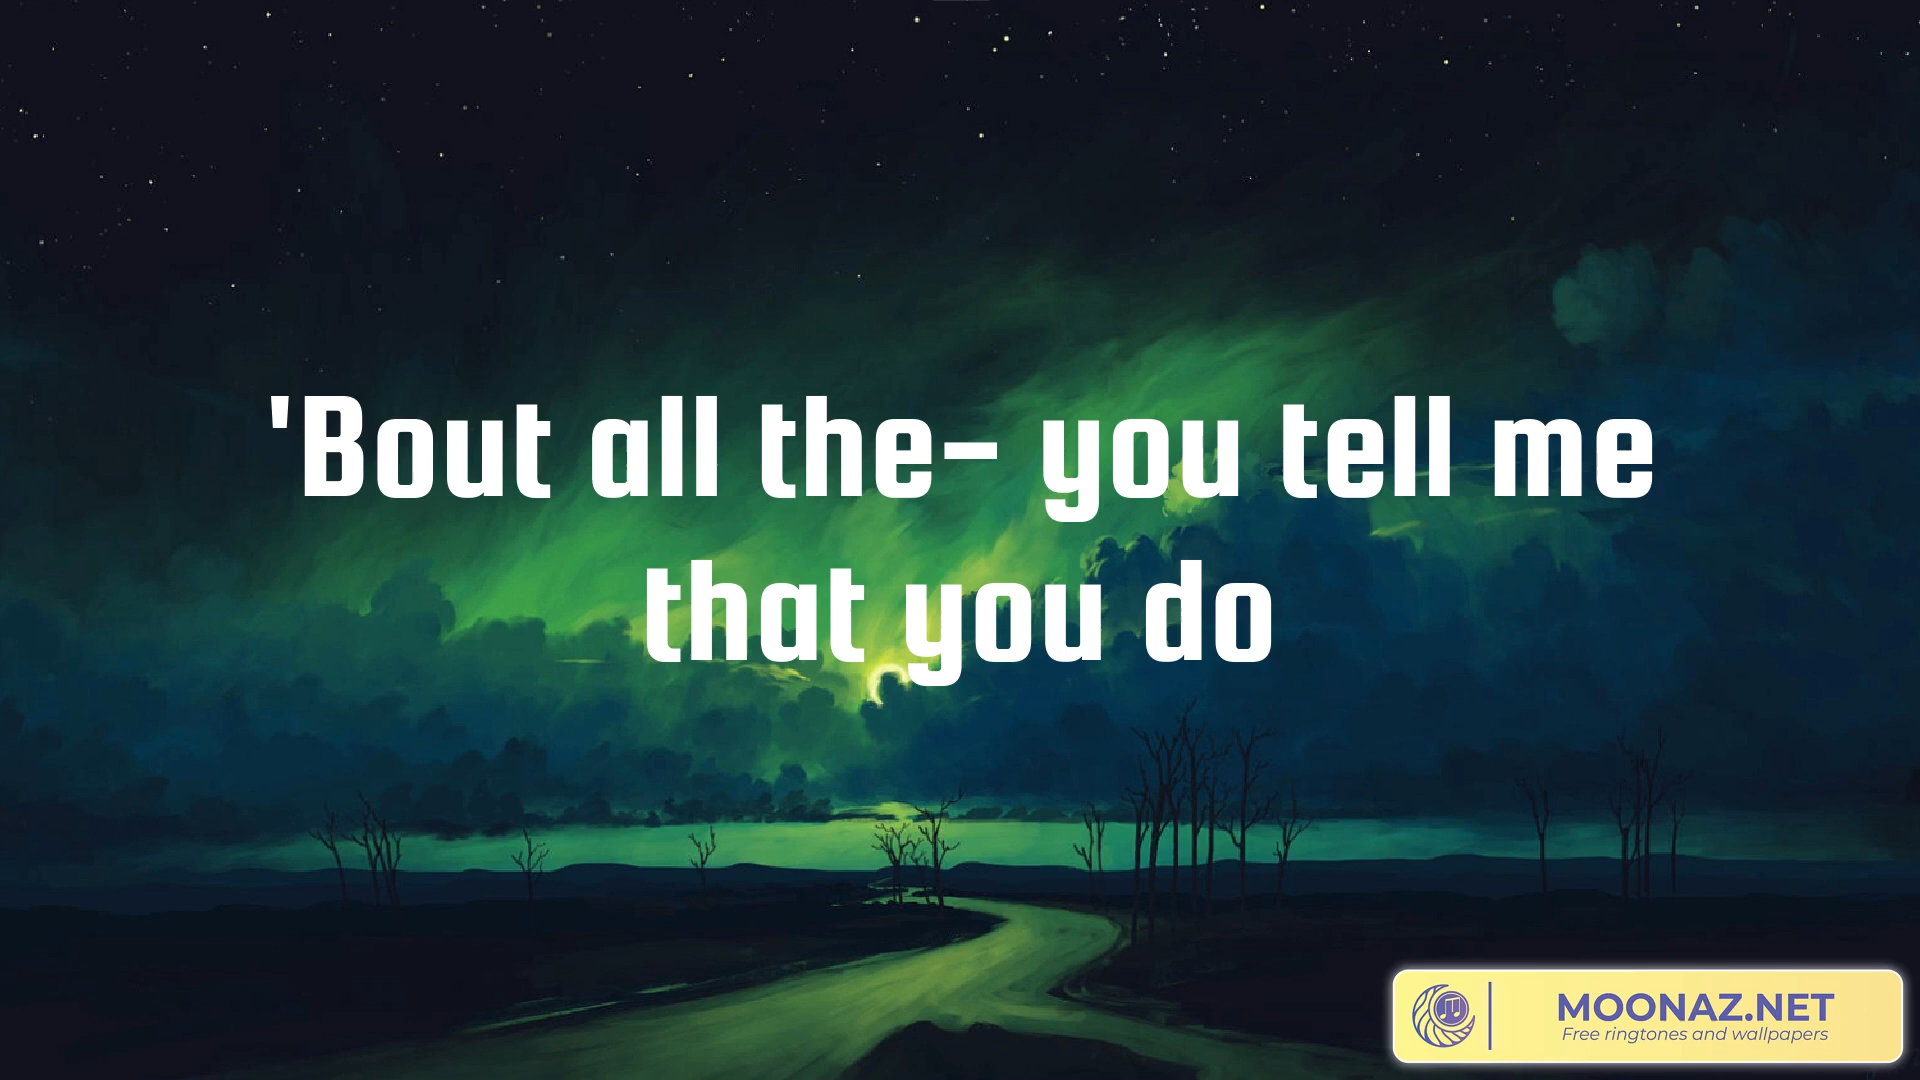 'Bout all the- you tell me
that you do
MOONAZ.NET
Free ringtones and wallpapers